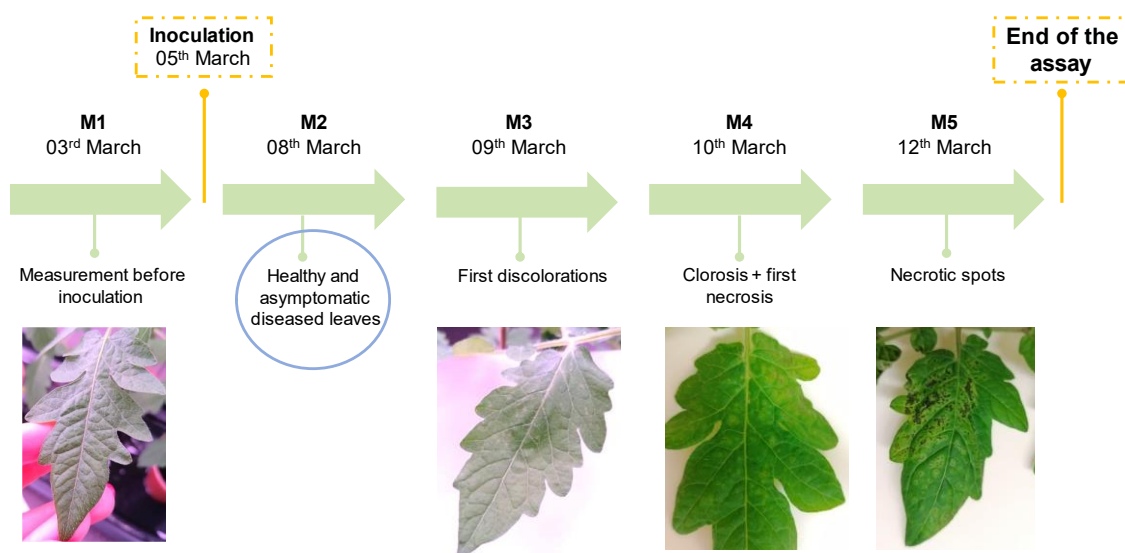 Inoculation
05th March
End of the
assay
M1
03rd March
M2
08th March
M3
09th March
M4
10th March
M5
12th March
Measurement before
inoculation
Healthy and
asymptomatic
diseased leaves
First discolorations
Clorosis + first
necrosis
Necrotic spots